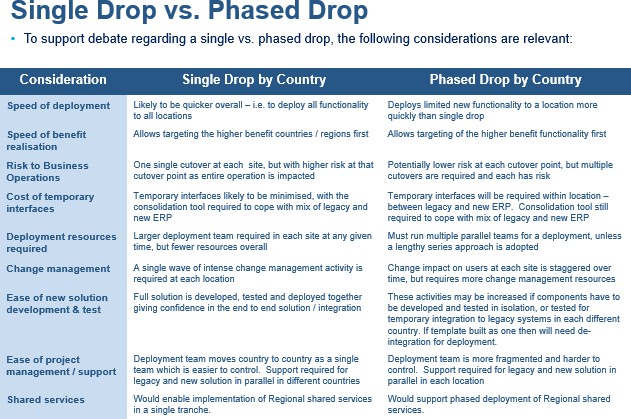 Single Drop vs. Phased Drop
• To support debate regarding a single vs. phased drop, the following considerations are relevant:
Consideration Single Drop by Country Phased Drop by Country
Speed of deployment
Likely to be quicker overall – i.e. to deploy all functionality
to all locations
Deploys limited new functionality to a location more
quickly than single drop
Speed of benefit
realisation
Allows targeting the higher benefit countries / regions first
Allows targeting of the higher benefit functionality first
Risk to Business
Operations
One single cutover at each site, but with higher risk at that
cutover point as entire operation is impacted
Potentially lower risk at each cutover point, but multiple
cutovers are required and each has risk
Cost of temporary
interfaces
Temporary interfaces likely to be minimised, with the
consolidation tool required to cope with mix of legacy and
new ERP
Temporary interfaces will be required within location –
between legacy and new ERP. Consolidation tool still
required to cope with mix of legacy and new ERP
Deployment resources
required
Larger deployment team required in each site at any given
time, but fewer resources overall
Must run multiple parallel teams for a deployment, unless
a lengthy series approach is adopted
Change management
A single wave of intense change management activity is
required at each location
Change impact on users at each site is staggered over
time, but requires more change management resources
Ease of new solution
development & test
Full solution is developed, tested and deployed together
giving confidence in the end to end solution / integration
These activities may be increased if components have to
be developed and tested in isolation, or tested for
temporary integration to legacy systems in each different
country. If template built as one then will need de-
integration for deployment.
Ease of project
management / support
Deployment team moves country to country as a single
team which is easier to control. Support required for
legacy and new solution in parallel in different countries
Deployment team is more fragmented and harder to
control. Support required for legacy and new solution in
parallel in each location
Shared services
Would enable implementation of Regional shared services
in a single tranche.
Would support phased deployment of Regional shared
services.